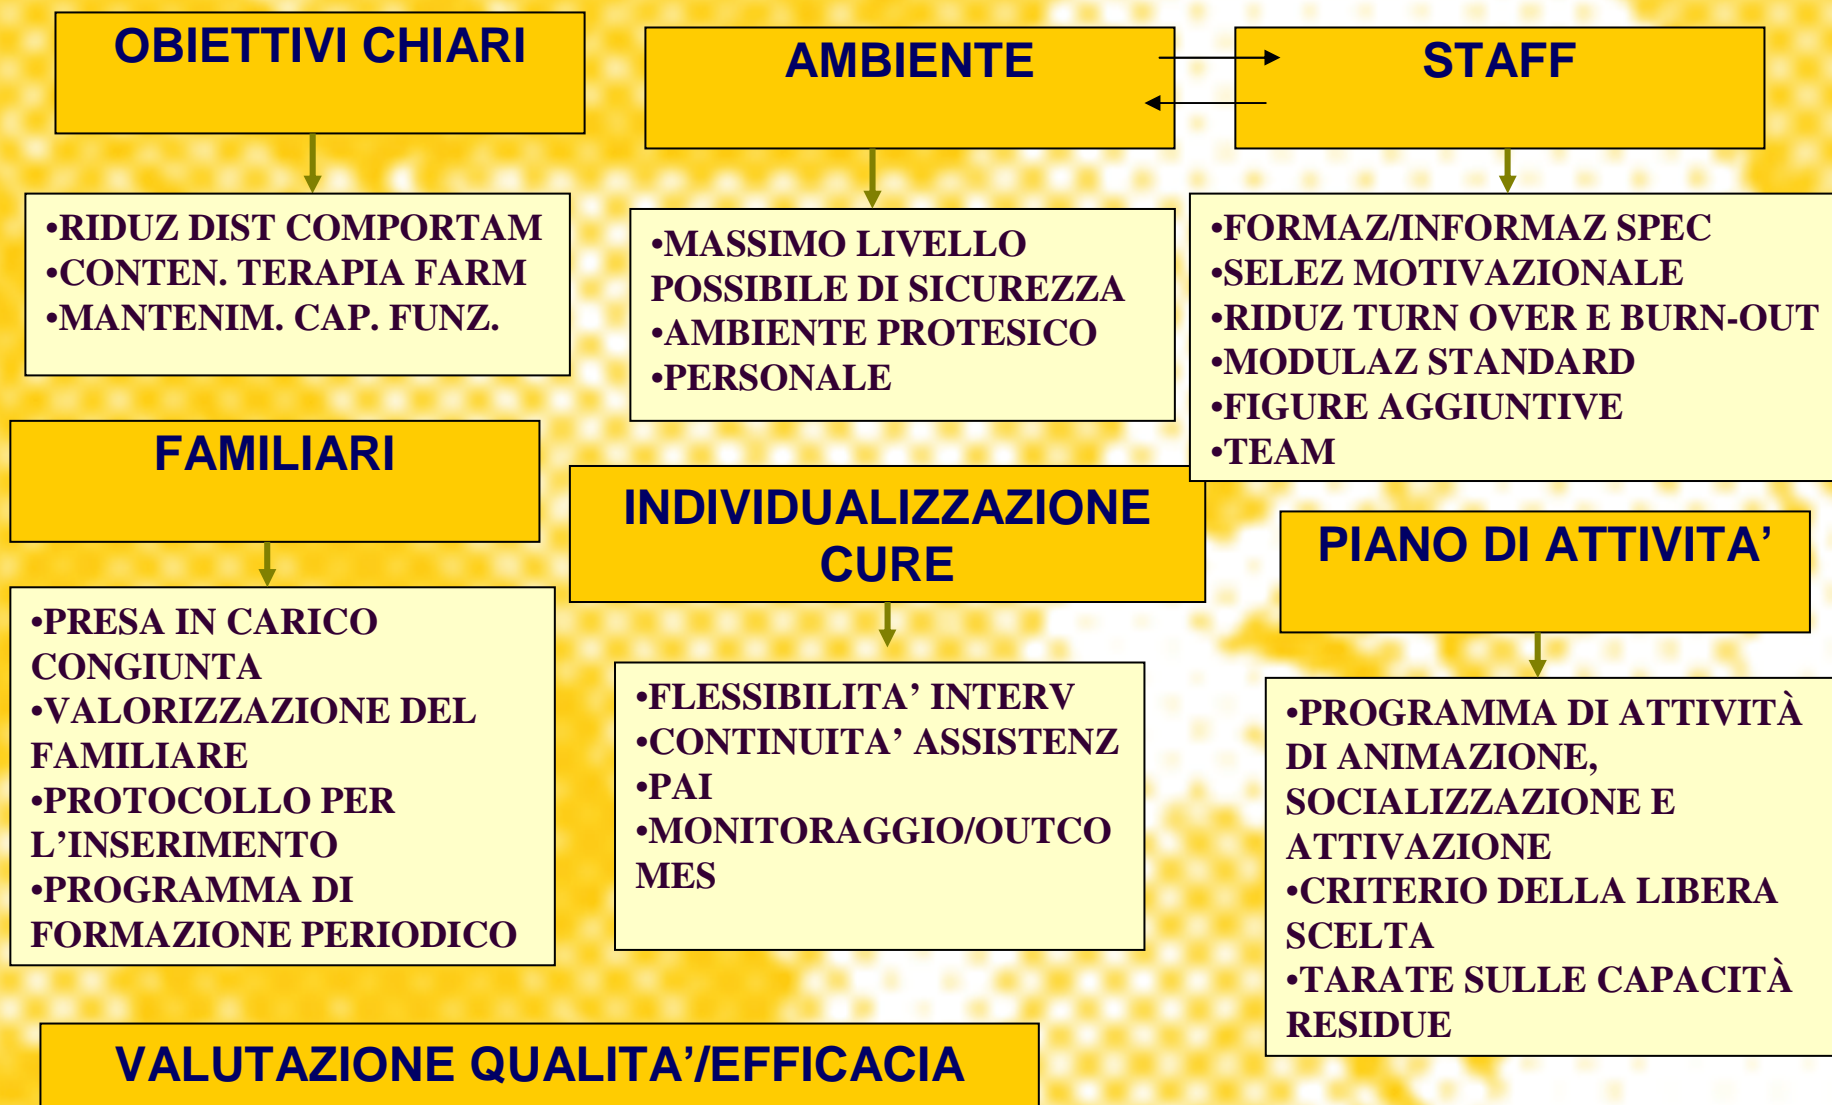 OBIETTIVI CHIARI
•RIDUZ DIST COMPORTAM
•CONTEN. TERAPIA FARM
•MANTENIM. CAP. FUNZ.
AMBIENTE
•MASSIMO LIVELLO
POSSIBILE DI SICUREZZA
•AMBIENTE PROTESICO
•PERSONALE
STAFF
•FORMAZ/INFORMAZ SPEC
•SELEZ MOTIVAZIONALE
•RIDUZ TURN OVER E BURN-OUT
•MODULAZ STANDARD
•FIGURE AGGIUNTIVE
•TEAM
FAMILIARI
•PRESA IN CARICO
CONGIUNTA
•VALORIZZAZIONE DEL
FAMILIARE
•PROTOCOLLO PER
L’INSERIMENTO
•PROGRAMMA DI
FORMAZIONE PERIODICO
INDIVIDUALIZZAZIONE
CURE
•FLESSIBILITA’ INTERV
•CONTINUITA’ ASSISTENZ
•PAI
•MONITORAGGIO/OUTCO
MES
PIANO DI ATTIVITA’
•PROGRAMMA DI ATTIVITÀ
DI ANIMAZIONE,
SOCIALIZZAZIONE E
ATTIVAZIONE
•CRITERIO DELLA LIBERA
SCELTA
•TARATE SULLE CAPACITÀ
RESIDUE
VALUTAZIONE QUALITA’/EFFICACIA